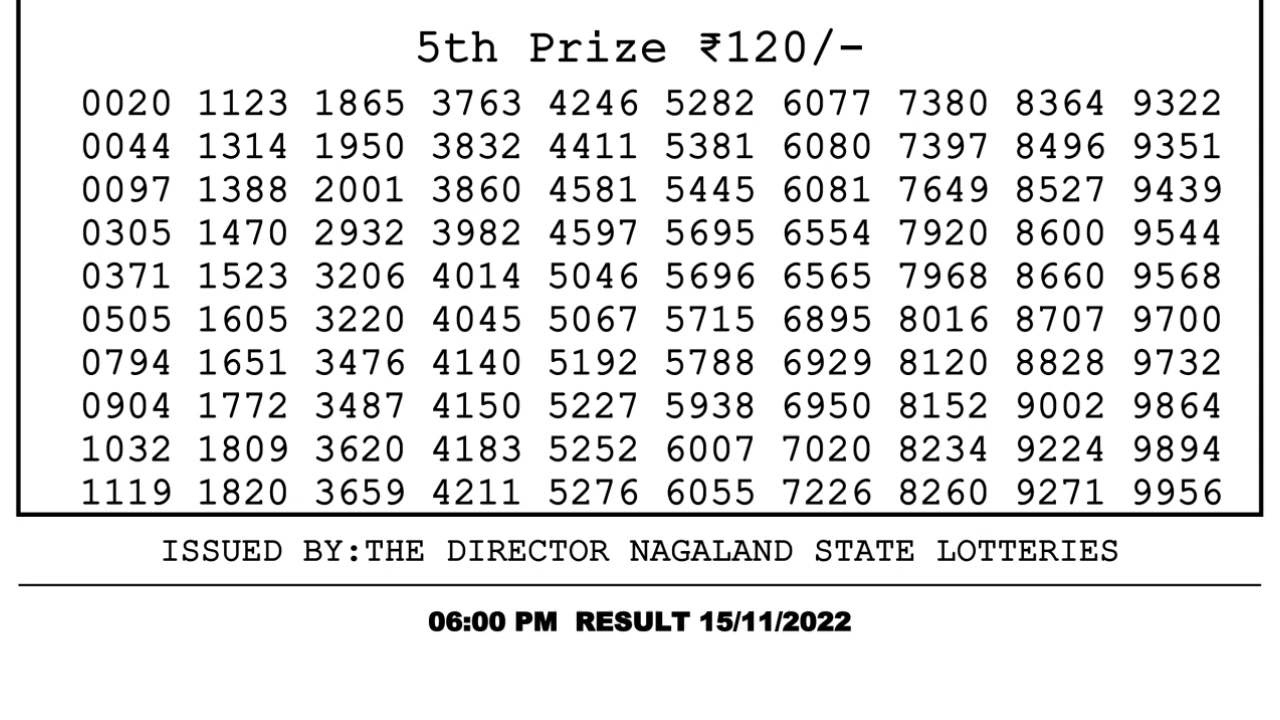 5th Prize ₹120/-
0020 1123 1865 3763 4246 5282 6077 7380 8364 9322
0044 1314 1950 3832 4411 5381 6080 7397 8496 9351
0097 1388 2001 3860 4581 5445 6081 7649 8527 9439
0305 1470 2932 3982 4597 5695 6554 7920 8600 9544
0371 1523 3206 4014 5046 5696 6565 7968 8660 9568
0505 1605 3220 4045 5067 5715 6895 8016 8707 9700
0794 1651 3476 4140 5192 5788 6929 8120 8828 9732
0904 1772 3487 4150 5227 5938 6950 8152 9002 9864
1032 1809 3620 4183 5252 6007 7020 8234 9224 9894
1119 1820 3659 4211 5276 6055 7226 8260 9271 9956
ISSUED BY:THE DIRECTOR NAGALAND STATE LOTTERIES
06:00 PM RESULT 15/11/2022